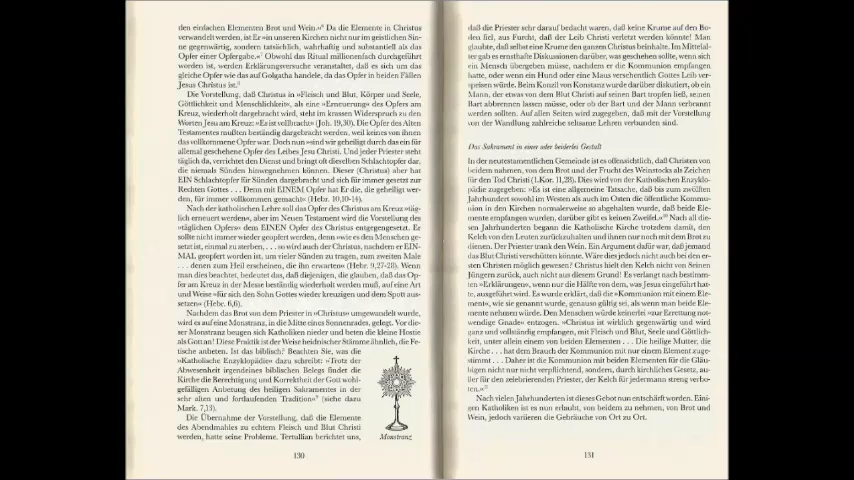 den einfachen Elementen Brot und Wein.«⁶ Da die Elemente in Christus
verwandelt werden, ist Er »in unseren Kirchen nicht nur im geistlichen Sin-
ne gegenwärtig, sondern tatsächlich, wahrhaftig und substantiell als das
Opfer einer Opfergabe.«⁷ Obwohl das Ritual millionenfach durchgeführt
worden ist, werden Erklärungsversuche veranstaltet, daß es sich um das
gleiche Opfer wie das auf Golgatha handele, da das Opfer in beiden Fällen
Jesus Christus ist.⁸
Die Vorstellung, daß Christus in »Fleisch und Blut, Körper und Seele,
Göttlichkeit und Menschlichkeit«, als eine »Erneuerung« des Opfers am
Kreuz, wiederholt dargebracht wird, steht im krassen Widerspruch zu den
Worten Jesu am Kreuz: »Es ist vollbracht« (Joh. 19,30). Die Opfer des Alten
Testamentes mußten beständig dargebracht werden, weil keines von ihnen
das vollkommene Opfer war. Doch nun »sind wir geheiligt durch das ein für
allemal geschehene Opfer des Leibes Jesu Christi. Und jeder Priester steht
täglich da, verrichtet den Dienst und bringt oft dieselben Schlachtopfer dar,
die niemals Sünden hinwegnehmen können. Dieser (Christus) aber hat
EIN Schlachtopfer für Sünden dargebracht und sich für immer gesetzt zur
Rechten Gottes . . . Denn mit EINEM Opfer hat Er die, die geheiligt wer-
den, für immer vollkommen gemacht« (Hebr. 10,10-14).
Nach der katholischen Lehre soll das Opfer des Christus am Kreuz »täg-
lich erneuert werden«, aber im Neuen Testament wird die Vorstellung des
»täglichen Opfers« dem EINEN Opfer des Christus entgegengesetzt. Er
sollte nicht immer wieder geopfert werden, denn »wie es den Menschen ge-
setzt ist, einmal zu sterben, . . . so wird auch der Christus, nachdem er EIN-
MAL geopfert worden ist, um vieler Sünden zu tragen, zum zweiten Male
. . . denen zum Heil erscheinen, die ihn erwarten« (Hebr. 9,27-28). Wenn
man dies beachtet, bedeutet das, daß diejenigen, die glauben, daß das Op-
fer am Kreuz in der Messe beständig wiederholt werden muß, auf eine Art
und Weise »für sich den Sohn Gottes wieder kreuzigen und dem Spott aus-
setzen« (Hebr. 6,6).
Nachdem das Brot von dem Priester in »Christus« umgewandelt wurde,
wird es auf eine Monstranz, in die Mitte eines Sonnenrades, gelegt. Vor die-
ser Monstranz beugen sich Katholiken nieder und beten die kleine Hostie
als Gott an! Diese Praktik ist der Weise heidnischer Stämme ähnlich, die Fe-
tische anbeten. Ist das biblisch? Beachten Sie, was die
»Katholische Enzyklopädie« dazu schreibt: »Trotz der
Abwesenheit irgendeines biblischen Belegs findet die
Kirche die Berechtigung und Korrektheit der Gott wohl-
gefälligen Anbetung des heiligen Sakramentes in der
sehr alten und fortlaufenden Tradition«⁹ (siehe dazu
Mark. 7,13).
Die Übernahme der Vorstellung, daß die Elemente
des Abendmahles zu echtem Fleisch und Blut Christi
werden, hatte seine Probleme. Tertullian berichtet uns,
Monstranz
130
daß die Priester sehr darauf bedacht waren, daß keine Krume auf den Bo-
den fiel, aus Furcht, daß der Leib Christi verletzt werden könnte! Man
glaubte, daß selbst eine Krume den ganzen Christus beinhalte. Im Mittelal-
ter gab es ernsthafte Diskussionen darüber, was geschehen sollte, wenn sich
ein Mensch übergeben müsse, nachdem er die Kommunion empfangen
hatte, oder wenn ein Hund oder eine Maus versehentlich Gottes Leib ver-
speisen würde. Beim Konzil von Konstanz wurde darüber diskutiert, ob ein
Mann, der etwas von dem Blut Christi auf seinen Bart tropfen ließ, seinen
Bart abbrennen lassen müsse, oder ob der Bart und der Mann verbrannt
werden sollten. Auf allen Seiten wird zugestanden, daß mit der Vorstellung
von der Wandlung zahlreiche seltsame Lehren verbunden sind.
Das Sakrament in einer oder beiderlei Gestalt
In der neutestamentlichen Gemeinde ist es offensichtlich, daß Christen von
beidem nahmen, von dem Brot und der Frucht des Weinstocks als Zeichen
für den Tod Christi (1.Kor. 11,28). Dies wird von der Katholischen Enzyklo-
pädie zugegeben: »Es ist eine allgemeine Tatsache, daß bis zum zwölften
Jahrhundert sowohl im Westen als auch im Osten die öffentliche Kommu-
nion in den Kirchen normalerweise so abgehalten wurde, daß beide Ele-
mente empfangen wurden, darüber gibt es keinen Zweifel.«¹⁰ Nach all die-
sen Jahrhunderten begann die Katholische Kirche trotzdem damit, den
Kelch von den Leuten zurückzuhalten und ihnen nur noch mit dem Brot zu
dienen. Der Priester trank den Wein. Ein Argument dafür war, daß jemand
das Blut Christi verschütten könnte. Wäre dies jedoch nicht auch bei den er-
sten Christen möglich gewesen? Christus hielt den Kelch nicht von Seinen
Jüngern zurück, auch nicht aus diesem Grund! Es verlangt nach bestimm-
ten »Erklärungen«, wenn nur die Hälfte von dem, was Jesus eingeführt hat-
te, ausgeführt wird. Es wurde erklärt, daß die »Kommunion mit einem Ele-
ment«, wie sie genannt wurde, genauso gültig sei, als wenn man beide Ele-
mente nehmen würde. Den Menschen würde keinerlei »zur Errettung not-
wendige Gnade« entzogen. »Christus ist wirklich gegenwärtig und wird
ganz und vollständig empfangen, mit Fleisch und Blut, Seele und Göttlich-
keit, unter allein einem von beiden Elementen . . . Die heilige Mutter, die
Kirche . . . hat dem Brauch der Kommunion mit nur einem Element zuge-
stimmt . . . Daher ist die Kommunion mit beiden Elementen für die Gläu-
bigen nicht nur nicht verpflichtend, sondern, durch kirchliches Gesetz, au-
ßer für den zelebrierenden Priester, der Kelch für jedermann streng verbo-
ten.«¹¹
Nach vielen Jahrhunderten ist dieses Gebot nun entschärft worden. Eini-
gen Katholiken ist es nun erlaubt, von beidem zu nehmen, von Brot und
Wein, jedoch variieren die Gebräuche von Ort zu Ort.
131